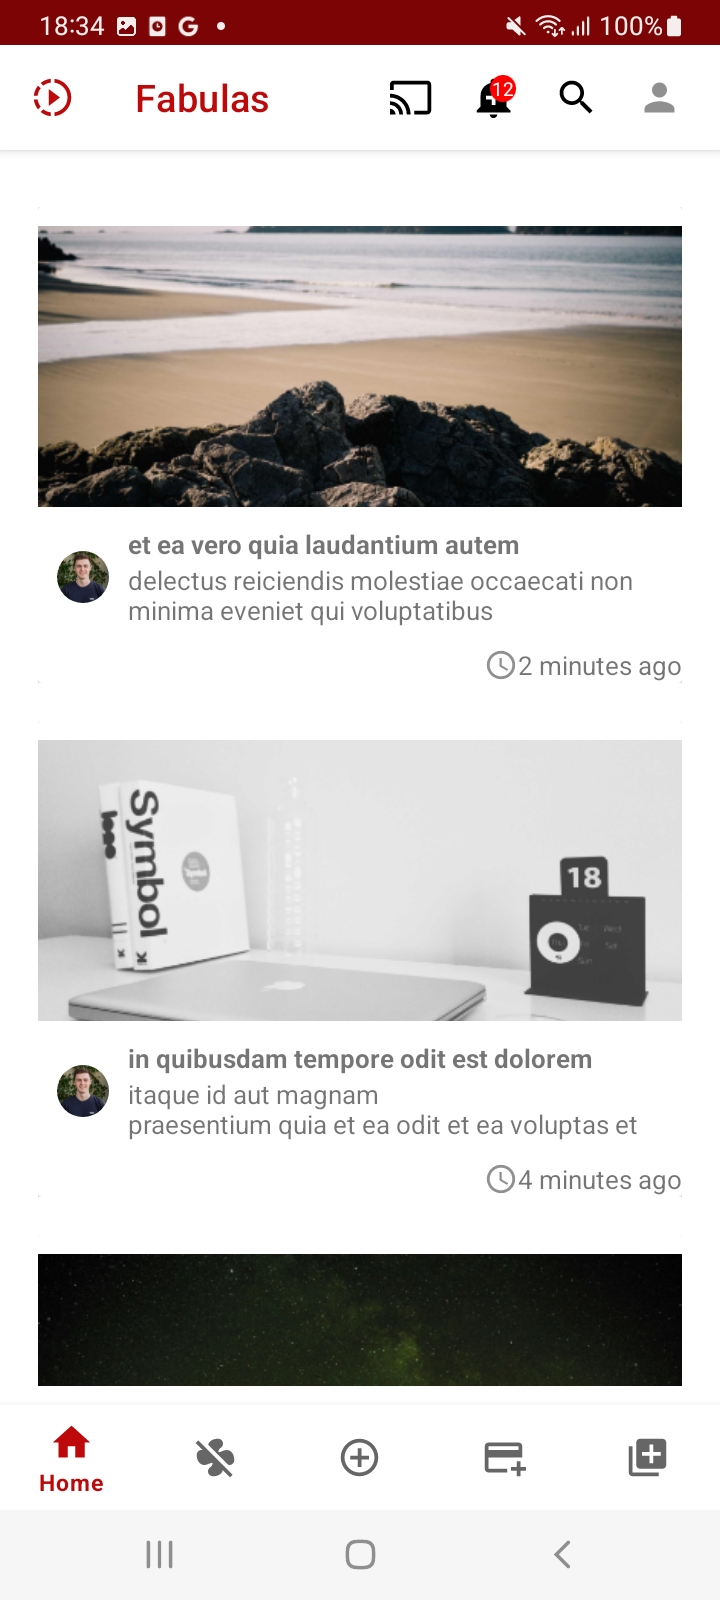 18:34
100%
Fabulas
12
et ea vero quia laudantium autem
delectus reiciendis molestiae occaecati non
minima eveniet qui voluptatibus
2 minutes ago
Symbol
logo
18
in quibusdam tempore odit est dolorem
itaque id aut magnam
praesentium quia et ea odit et ea voluptas et
4 minutes ago
Home